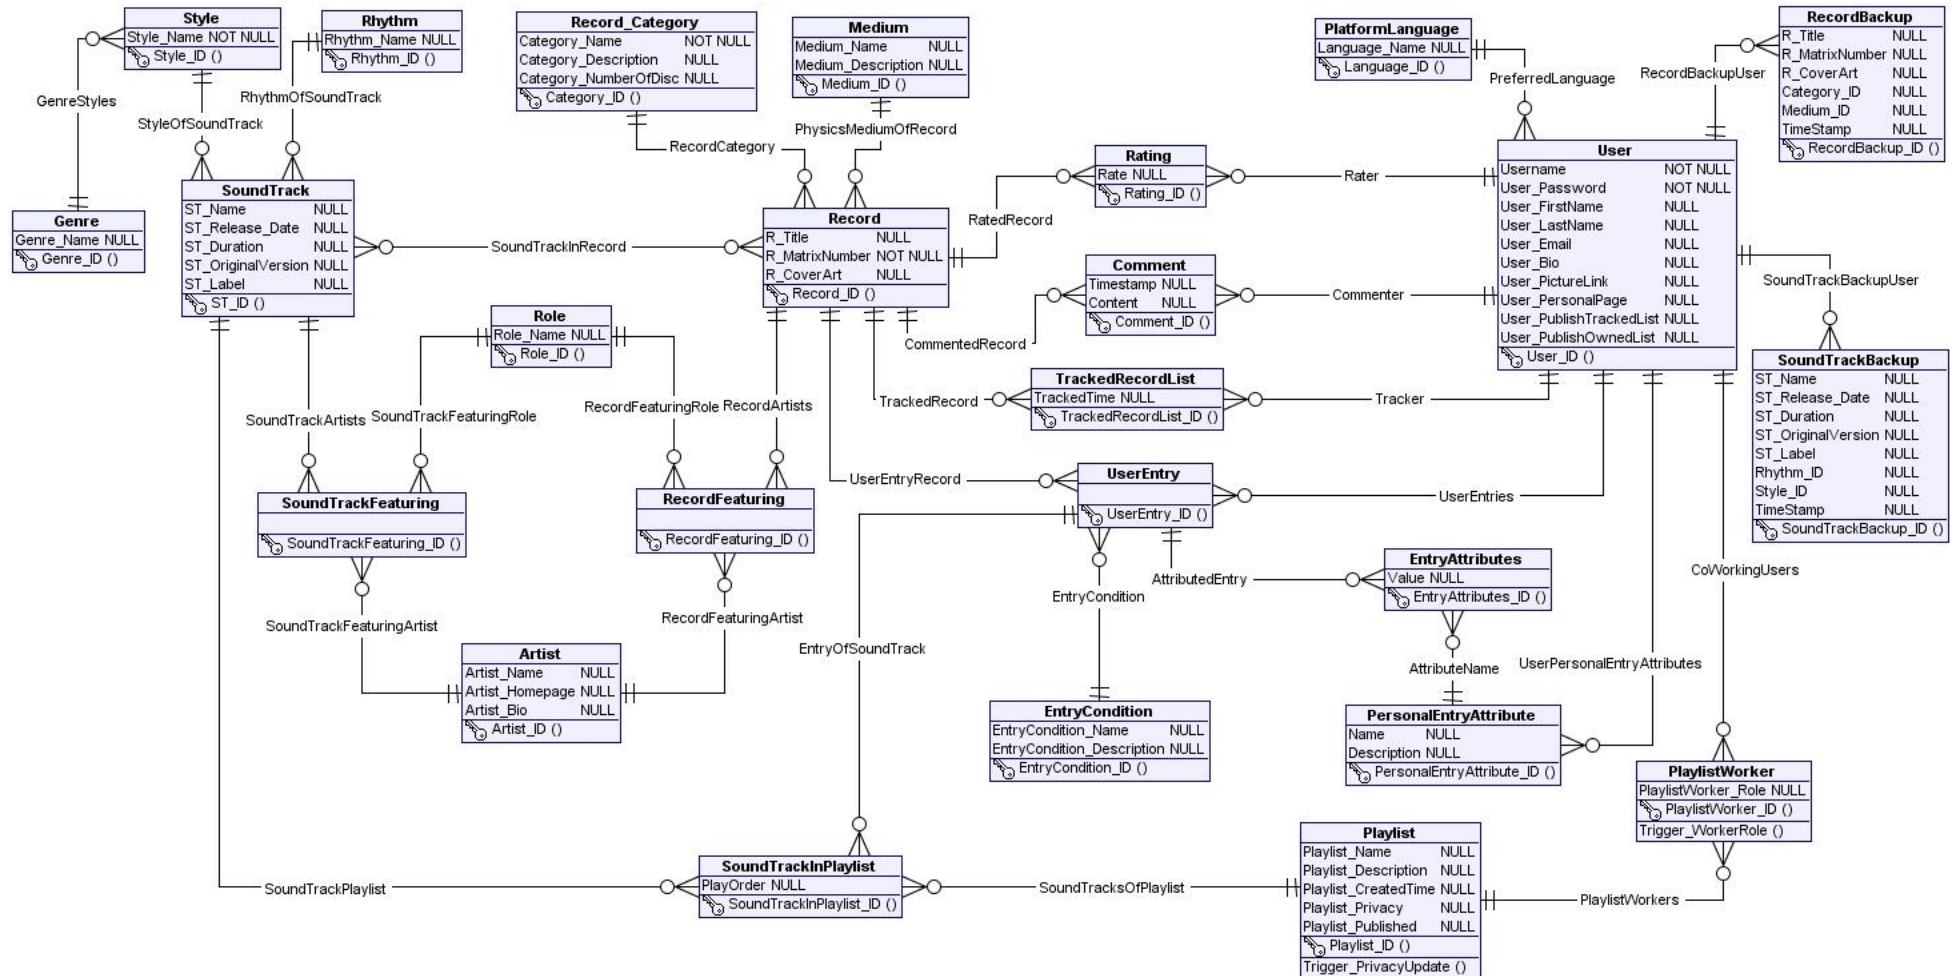 Style
Style_Name NOT NULL
Style_ID ()
Rhythm
Rhythm_Name NULL
Rhythm_ID ()
Record_Category
Category_Name NOT NULL
Category_Description NULL
Category_NumberOfDisc NULL
Category_ID ()
Medium
Medium_Name NULL
Medium_Description NULL
Medium_ID ()
PlatformLanguage
Language_Name NULL
Language_ID ()
RecordBackup
R_Title NULL
R_MatrixNumber NULL
R_CoverArt NULL
Category_ID NULL
Medium_ID NULL
TimeStamp NULL
RecordBackup_ID ()
GenreStyles
StyleOfSoundTrack
RhythmOfSoundTrack
RecordCategory
PhysicsMediumOfRecord
PreferredLanguage
RecordBackupUser
Genre
Genre_Name NULL
Genre_ID ()
SoundTrack
ST_Name NULL
ST_Release_Date NULL
ST_Duration NULL
ST_OriginalVersion NULL
ST_Label NULL
ST_ID ()
SoundTrackInRecord
Record
R_Title NULL
R_MatrixNumber NOT NULL
R_CoverArt NULL
Record_ID ()
RatedRecord
Rating
Rate NULL
Rating_ID ()
Rater
User
Username NOT NULL
User_Password NOT NULL
User_FirstName NULL
User_LastName NULL
User_Email NULL
User_Bio NULL
User_PictureLink NULL
User_PersonalPage NULL
User_PublishTrackedList NULL
User_PublishOwnedList NULL
User_ID ()
Comment
Timestamp NULL
Content NULL
Comment_ID ()
Commenter
CommentedRecord
SoundTrackBackupUser
SoundTrackBackup
ST_Name NULL
ST_Release_Date NULL
ST_Duration NULL
ST_OriginalVersion NULL
ST_Label NULL
Rhythm_ID NULL
Style_ID NULL
TimeStamp NULL
SoundTrackBackup_ID ()
Role
Role_Name NULL
Role_ID ()
TrackedRecord
TrackedRecordList
TrackedTime NULL
TrackedRecordList_ID ()
Tracker
SoundTrackArtists
SoundTrackFeaturingRole
RecordFeaturingRole
RecordArtists
UserEntryRecord
UserEntry
UserEntry_ID ()
UserEntries
SoundTrackFeaturing
SoundTrackFeaturing_ID ()
RecordFeaturing
RecordFeaturing_ID ()
AttributedEntry
EntryAttributes
Value NULL
EntryAttributes_ID ()
CoWorkingUsers
EntryCondition
SoundTrackFeaturingArtist
RecordFeaturingArtist
EntryOfSoundTrack
AttributeName
UserPersonalEntryAttributes
Artist
Artist_Name NULL
Artist_Homepage NULL
Artist_Bio NULL
Artist_ID ()
EntryCondition
EntryCondition_Name NULL
EntryCondition_Description NULL
EntryCondition_ID ()
PersonalEntryAttribute
Name NULL
Description NULL
PersonalEntryAttribute_ID ()
PlaylistWorker
PlaylistWorker_Role NULL
PlaylistWorker_ID ()
Trigger_WorkerRole ()
SoundTrackPlaylist
SoundTrackInPlaylist
PlayOrder NULL
SoundTrackInPlaylist_ID ()
SoundTracksOfPlaylist
Playlist
Playlist_Name NULL
Playlist_Description NULL
Playlist_CreatedTime NULL
Playlist_Privacy NULL
Playlist_Published NULL
Playlist_ID ()
Trigger_PrivacyUpdate ()
PlaylistWorkers